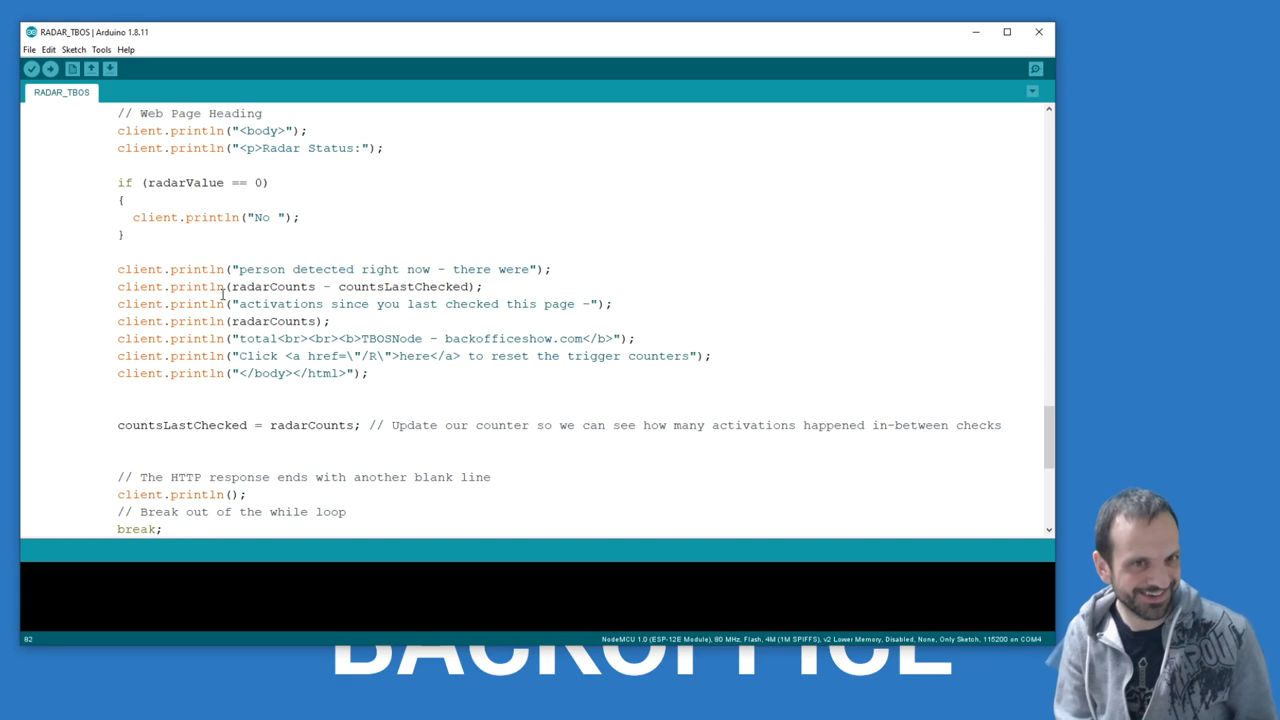 RADAR_TBOS | Arduino 1.8.11
File Edit Sketch Tools Help
RADAR_TBOS
// Web Page Heading
client.println("<body>");
client.println("<p>Radar Status:");
if (radarValue == 0)
{
client.println("No ");
}
client.println("person detected right now - there were");
client.println(radarCounts - countsLastChecked);
client.println("activations since you last checked this page -");
client.println(radarCounts);
client.println("total<br><br><b>TBOSNode - backofficeshow.com</b>");
client.println("Click <a href=\"/R\">here</a> to reset the trigger counters");
client.println("</body></html>");
countsLastChecked = radarCounts; // Update our counter so we can see how many activations happened in-between checks
// The HTTP response ends with another blank line
client.println();
// Break out of the while loop
break;
82
NodeMCU 1.0 (ESP-12E Module), 80 MHz, Flash, 4M (1M SPIFFS), v2 Lower Memory, Disabled, None, Only Sketch, 115200 on COM4
BACKOFFICE
TAPOUT